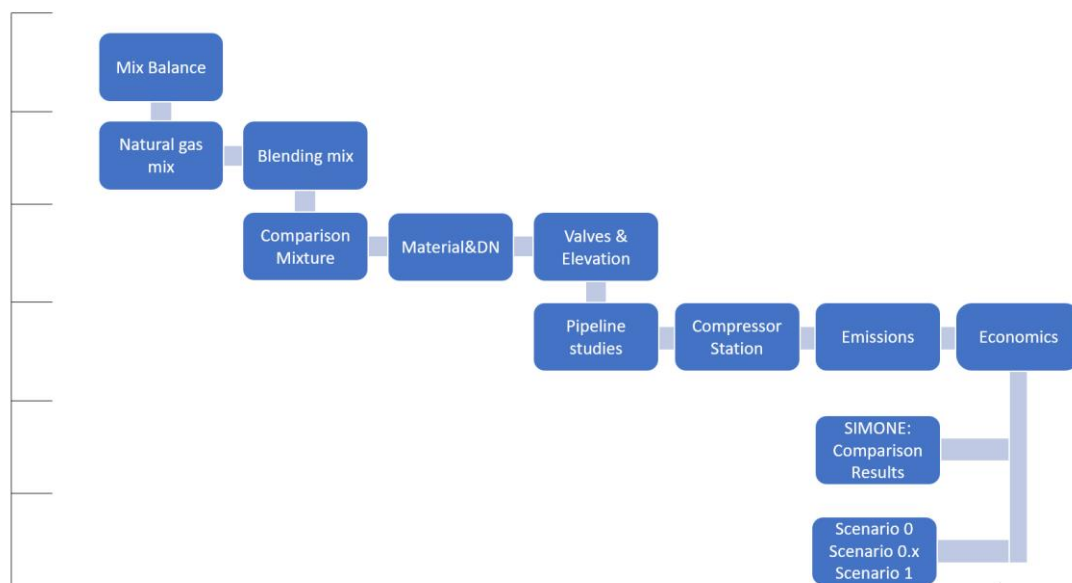 Mix Balance
Natural gas
mix
Blending mix
Comparison
Mixture
Material&DN
Valves &
Elevation
Pipeline
studies
Compressor
Station
Emissions
Economics
SIMONE:
Comparison
Results
Scenario 0
Scenario 0.x
Scenario 1